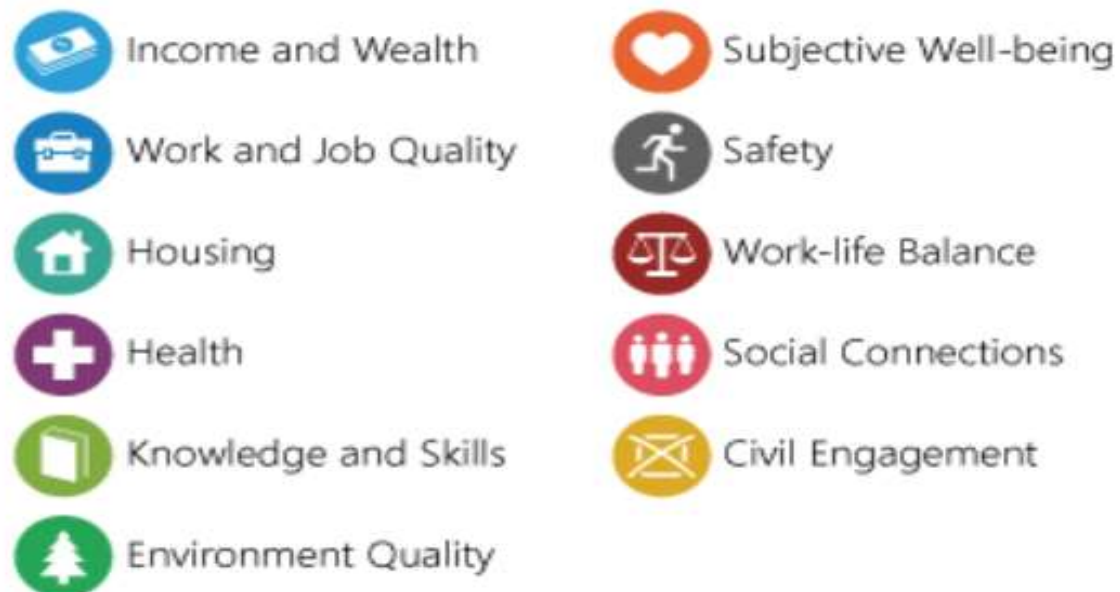 Income and Wealth
Work and Job Quality
Housing
Health
Knowledge and Skills
Environment Quality
Subjective Well-being
Safety
Work-life Balance
Social Connections
Civil Engagement